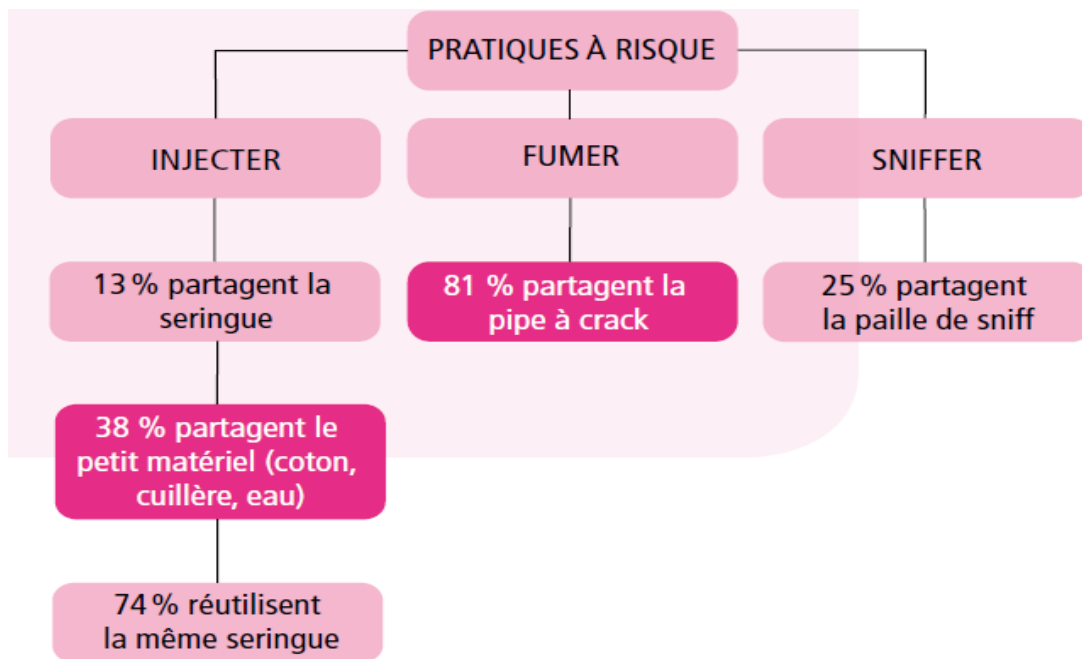 PRATIQUES À RISQUE
INJECTER
FUMER
SNIFFER
13 % partagent la
seringue
81 % partagent la
pipe à crack
25 % partagent
la paille de sniff
38 % partagent le
petit matériel (coton,
cuillère, eau)
74 % réutilisent
la même seringue